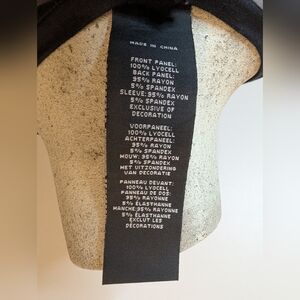 MADE IN CHINA
FRONT PANEL:
100% LYOCELL
BACK PANEL:
95% RAYON
5% SPANDEX
SLEEVE: 95% RAYON
5% SPANDEX
EXCLUSIVE OF
DECORATION
VOORPANEEL:
100% LYOCELL
ACHTERPANEEL:
95% RAYON
5% SPANDEX
MOUW: 95% RAYON
5% SPANDEX
MET UITZONDERING
VAN DECORATIE
PANNEAU DEVANT:
100% LYOCELL
PANNEAU DE DOS:
95% RAYONNE
5% ÉLASTHANNE
MANCHE: 95% RAYONNE
5% ÉLASTHANNE
EXCLUT LES
DÉCORATIONS